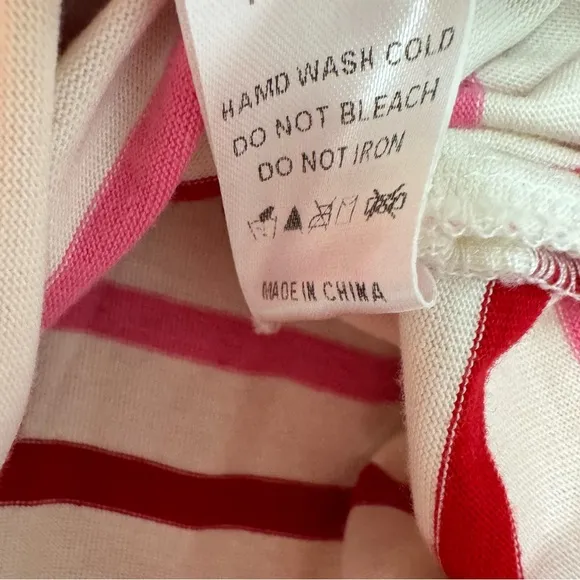 HAMD WASH COLD
DO NOT BLEACH
DO NOT IRON
MADE IN CHINA